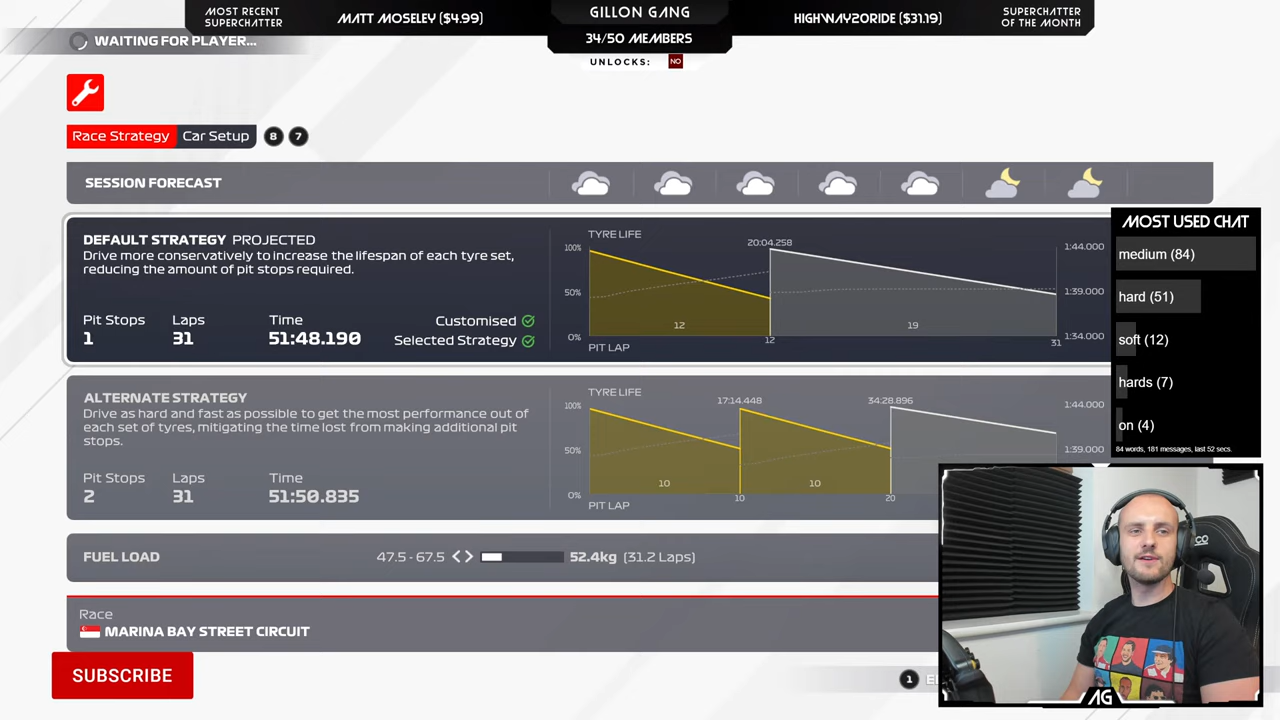 MOST RECENT
SUPERCHATTER
MATT MOSELEY ($4.99)
GILLON GANG
34/50 MEMBERS
UNLOCKS: NO
HIGHWAY2ORIDE ($31.19)
SUPERCHATTER
OF THE MONTH
WAITING FOR PLAYER...
Race Strategy Car Setup 8 7
SESSION FORECAST
DEFAULT STRATEGY PROJECTED
Drive more conservatively to increase the lifespan of each tyre set,
reducing the amount of pit stops required.
Pit Stops Laps Time
1 31 51:48.190
Customised
Selected Strategy
TYRE LIFE
100%
50%
0%
20:04.258
12
19
12
31
PIT LAP
1:44.000
1:39.000
1:34.000
ALTERNATE STRATEGY
Drive as hard and fast as possible to get the most performance out of
each set of tyres, mitigating the time lost from making additional pit
stops.
Pit Stops Laps Time
2 31 51:50.835
TYRE LIFE
100%
50%
0%
17:14.448
34:28.896
10
10
10
20
PIT LAP
1:44.000
1:39.000
MOST USED CHAT
medium (84)
hard (51)
soft (12)
hards (7)
on (4)
84 words, 181 messages, last 52 secs.
FUEL LOAD
47.5 - 67.5 <> 52.4kg (31.2 Laps)
Race
MARINA BAY STREET CIRCUIT
SUBSCRIBE
1
AG